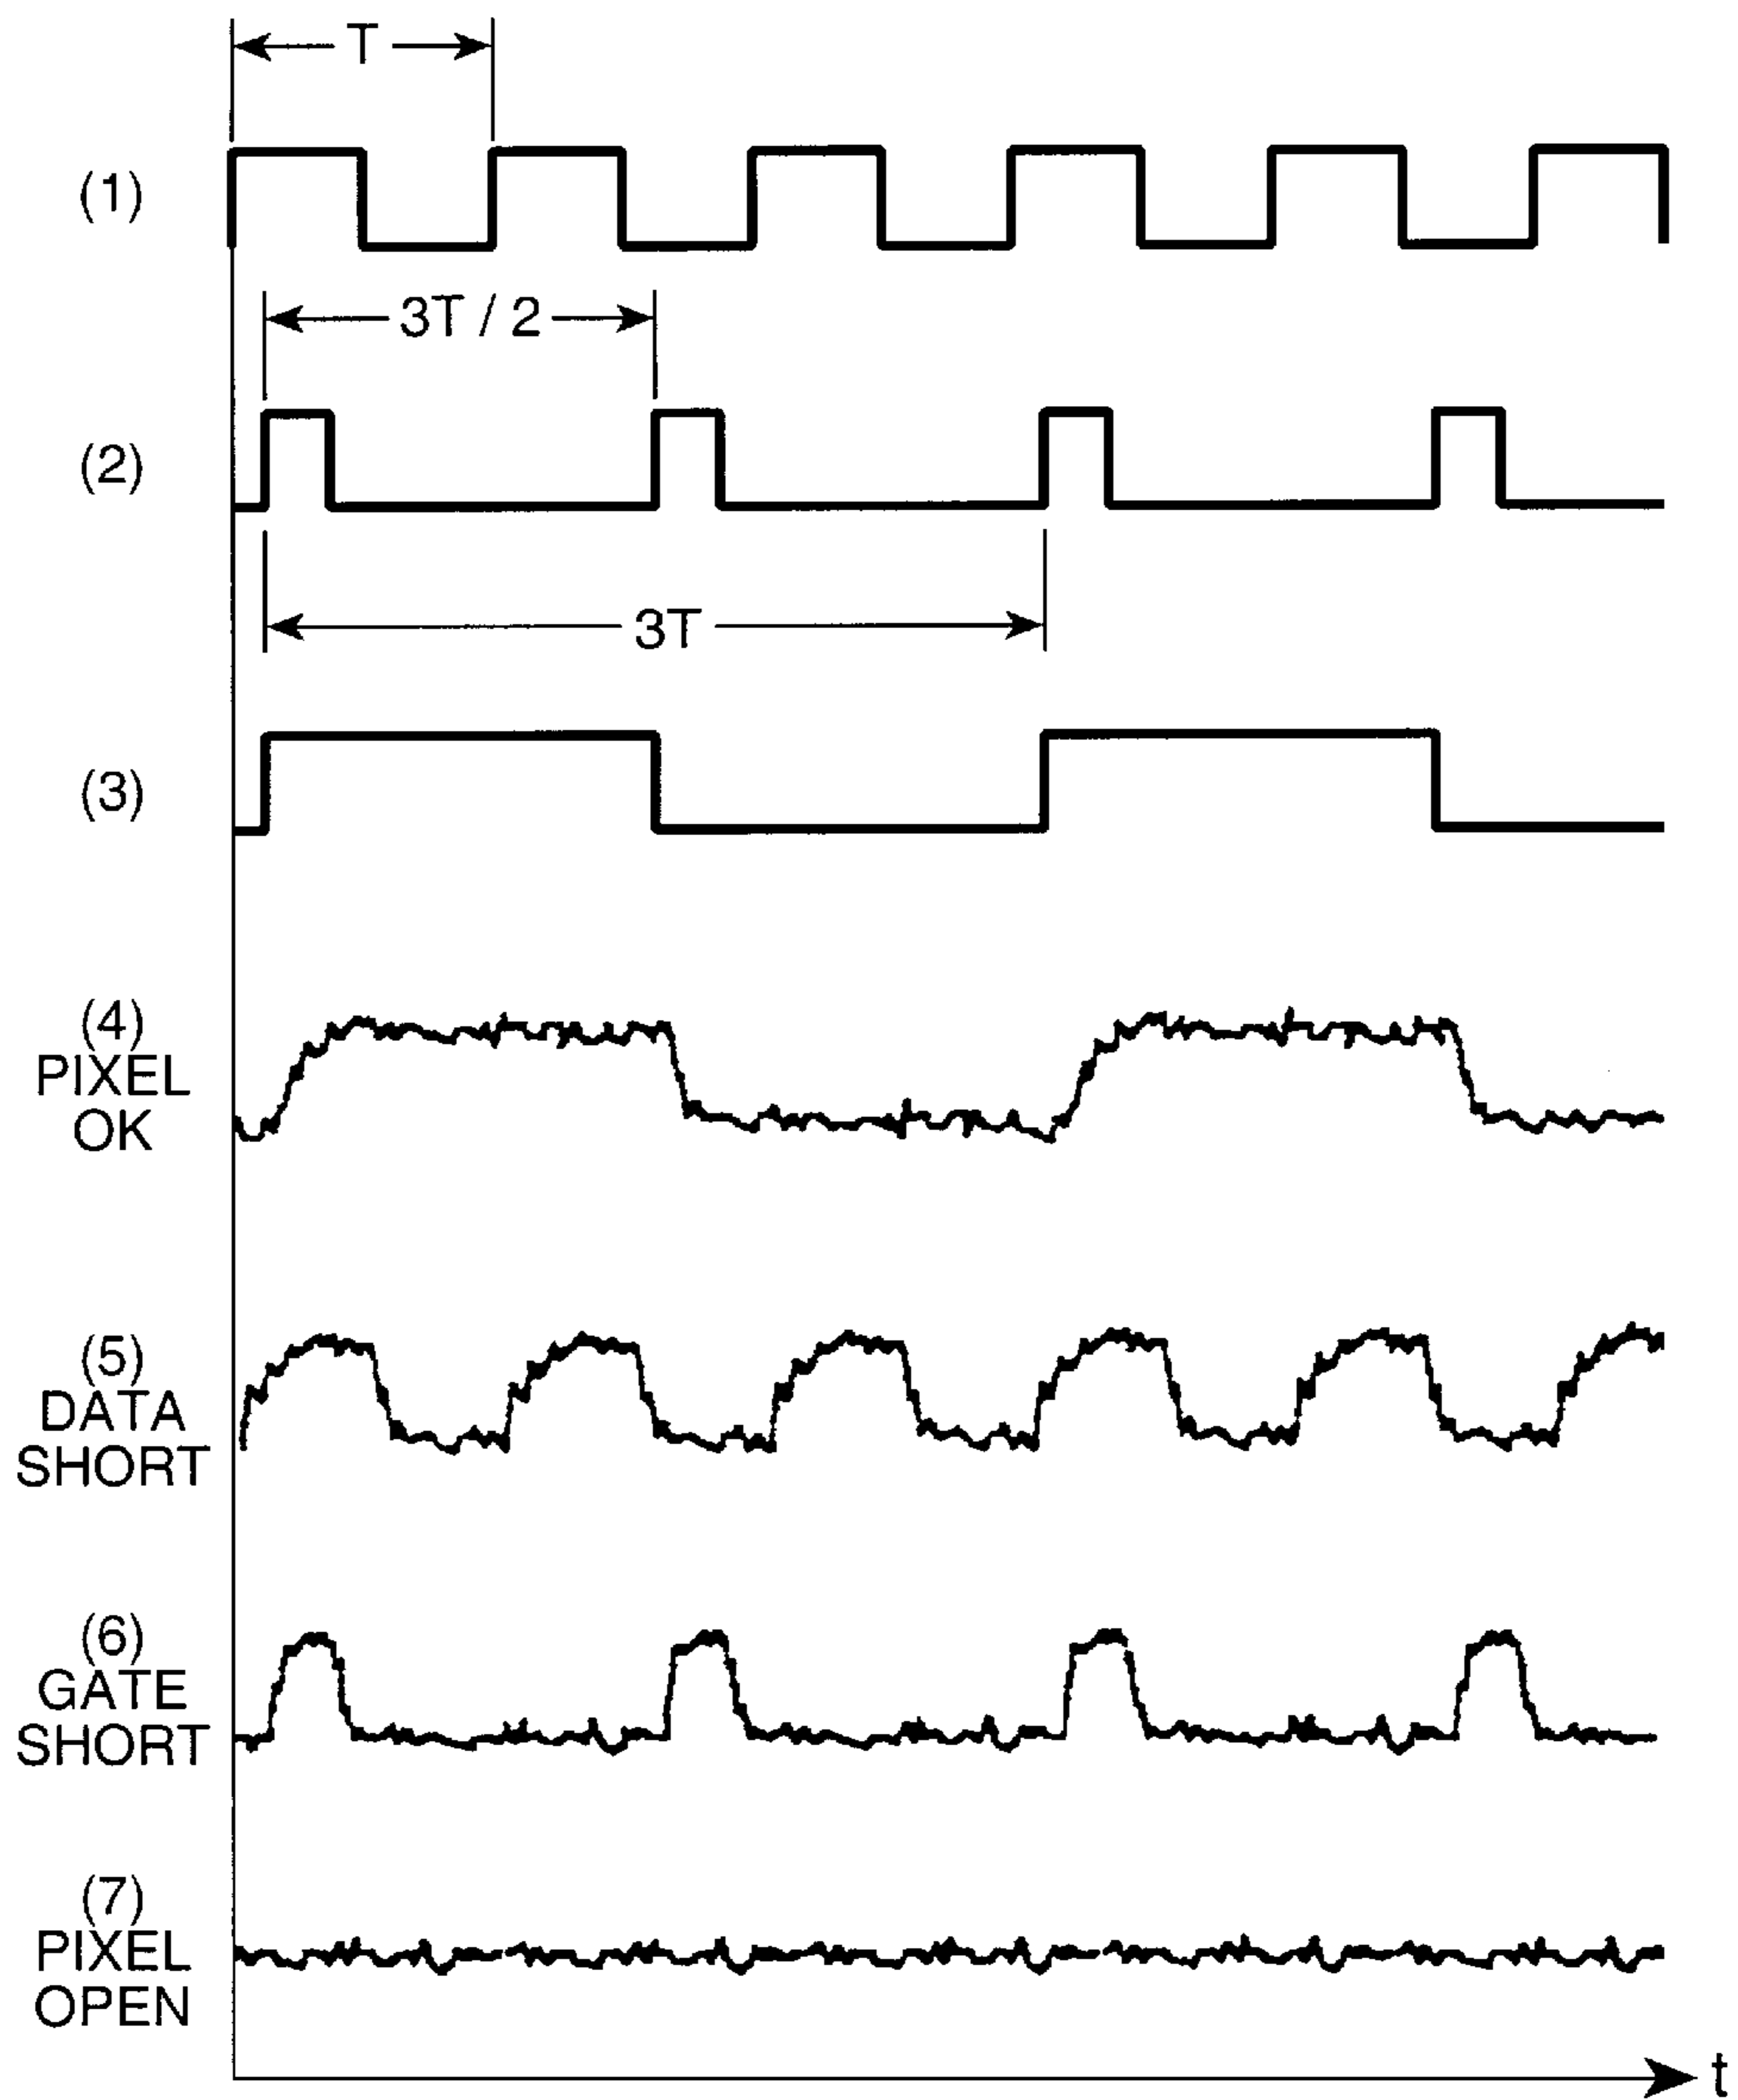 T
(1)
3T / 2
(2)
3T
(3)
(4)
PIXEL
OK
(5)
DATA
SHORT
(6)
GATE
SHORT
(7)
PIXEL
OPEN
t